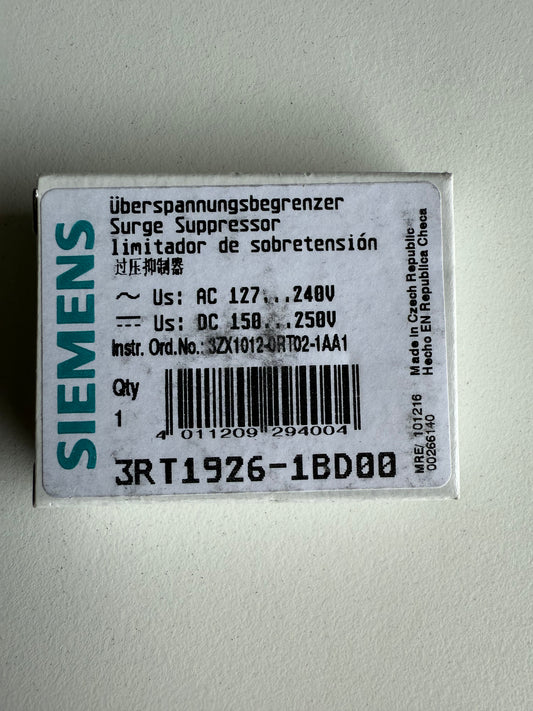 SIEMENS
Überspannungsbegrenzer
Surge Suppressor
limitador de sobretensión
过压抑制器
~ Us: AC 127...240V
⎓ Us: DC 150...250V
Instr. Ord.No.: 3ZX1012-0RT02-1AA1
Qty
1
4 011209 294004
3RT1926-1BD00
Made in Czech Republic
Hecho EN Republica Checa
MRE/ 101216
00266140